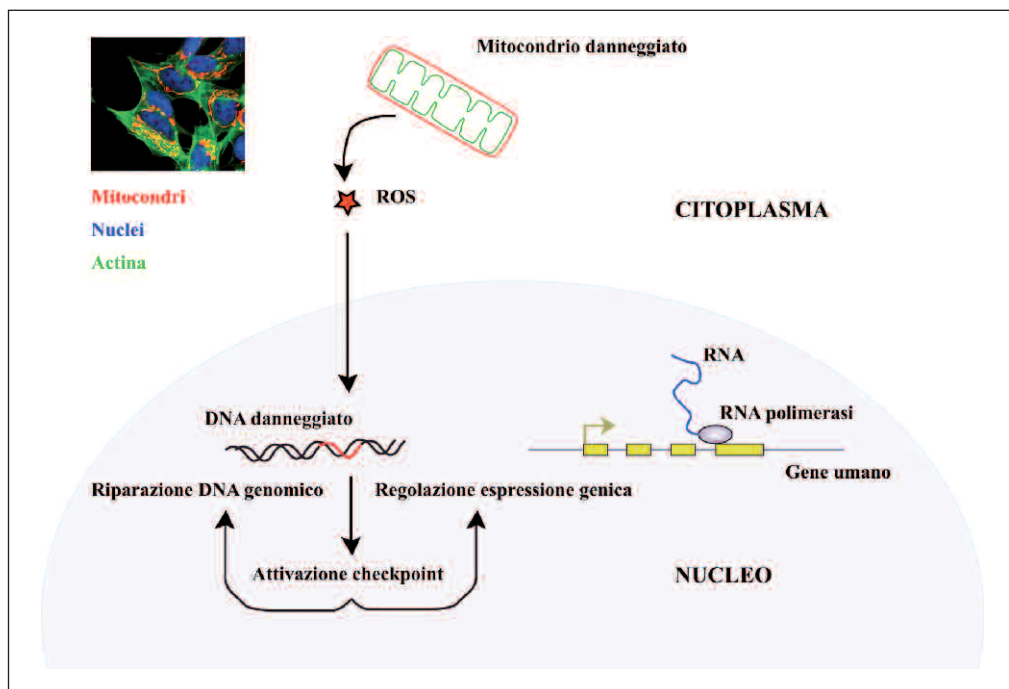 Mitocondrio danneggiato
Mitocondri
Nuclei
Actina
ROS
CITOPLASMA
RNA
RNA polimerasi
Gene umano
DNA danneggiato
Riparazione DNA genomico
Regolazione espressione genica
Attivazione checkpoint
NUCLEO